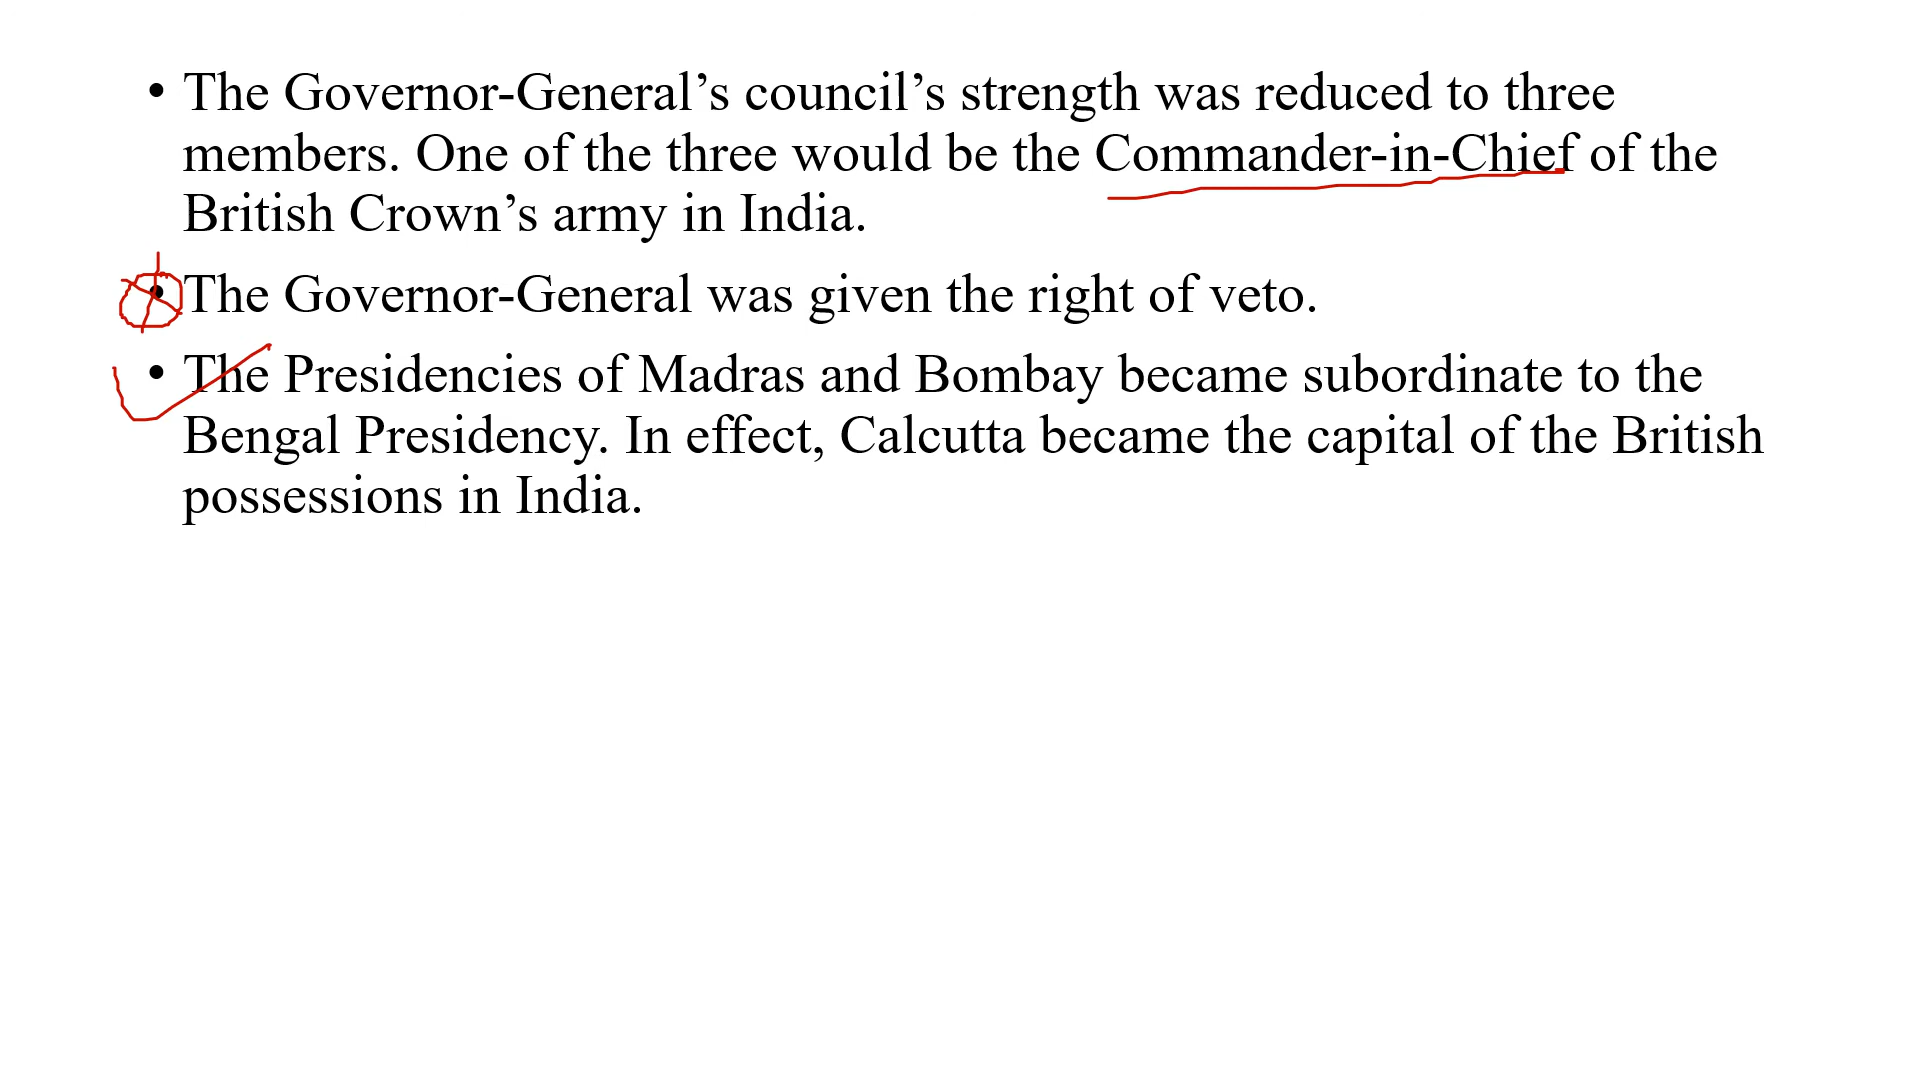 • The Governor-General’s council’s strength was reduced to three
members. One of the three would be the Commander-in-Chief of the
British Crown’s army in India.
• The Governor-General was given the right of veto.
• The Presidencies of Madras and Bombay became subordinate to the
Bengal Presidency. In effect, Calcutta became the capital of the British
possessions in India.